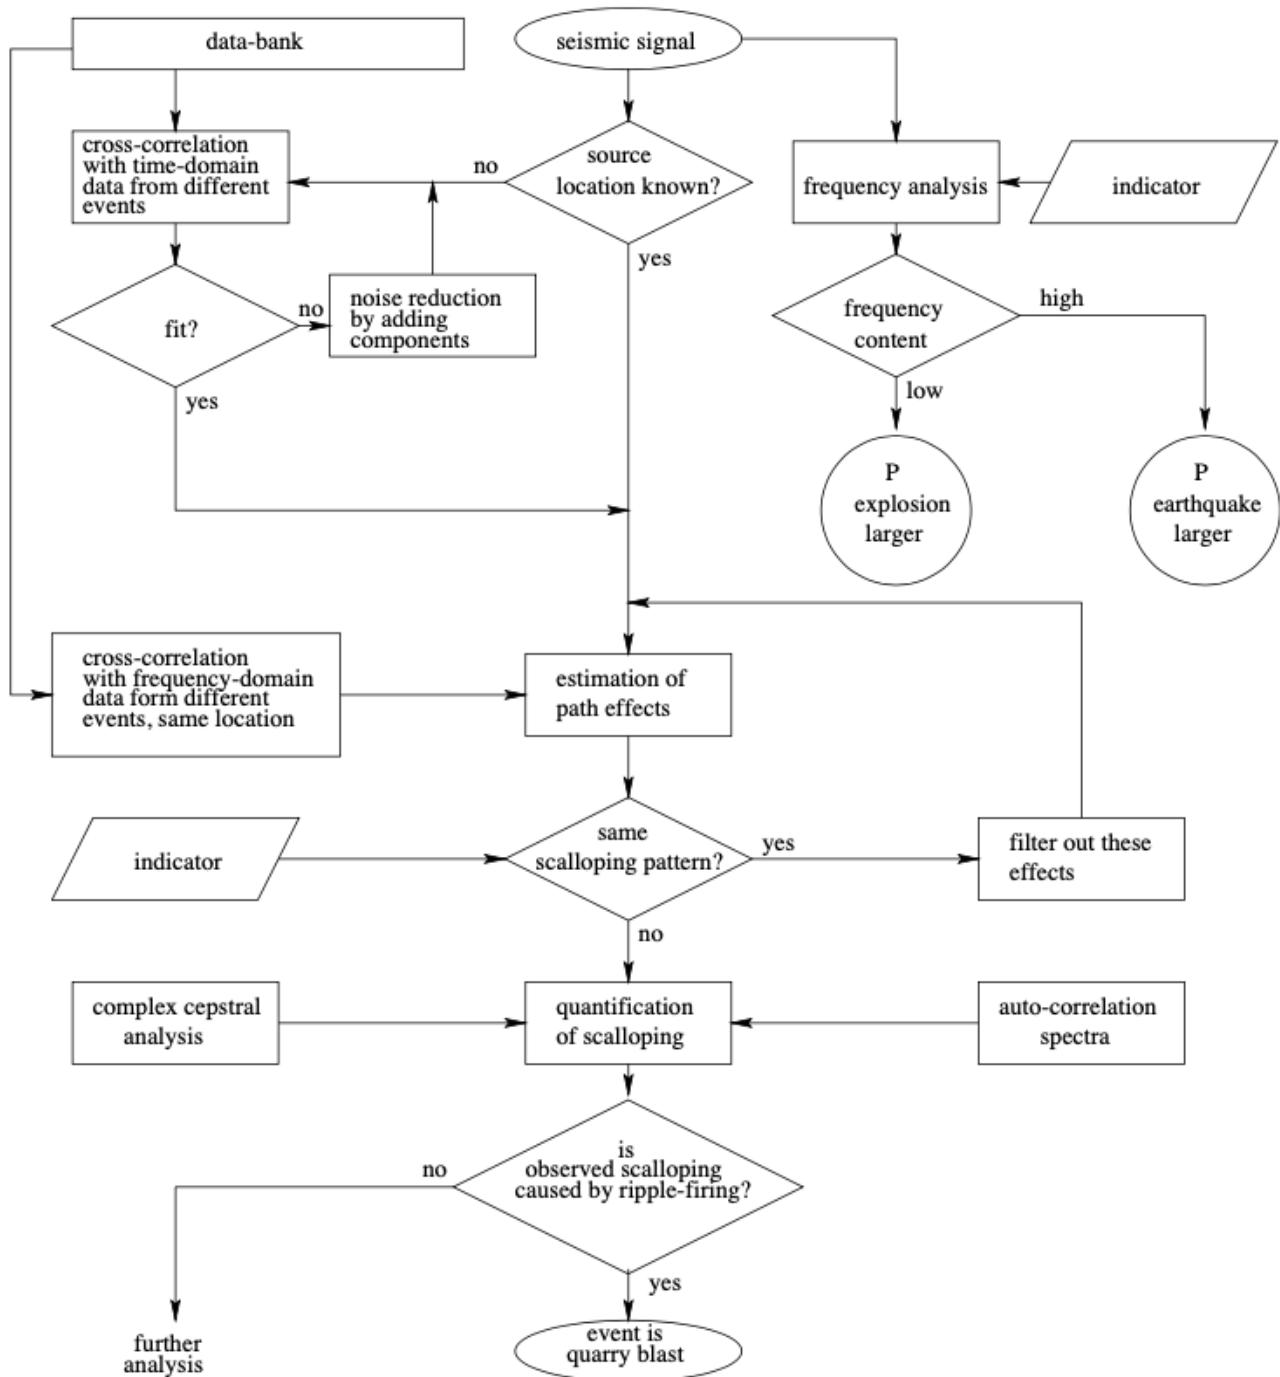 data-bank
seismic signal
cross-correlation
with time-domain
data from different
events
no
source
location known?
frequency analysis
indicator
yes
fit?
no
noise reduction
by adding
components
yes
frequency
content
high
low
P
explosion
larger
P
earthquake
larger
cross-correlation
with frequency-domain
data form different
events, same location
estimation of
path effects
indicator
same
scalloping pattern?
yes
filter out these
effects
no
complex cepstral
analysis
quantification
of scalloping
auto-correlation
spectra
no
is
observed scalloping
caused by ripple-firing?
yes
further
analysis
event is
quarry blast